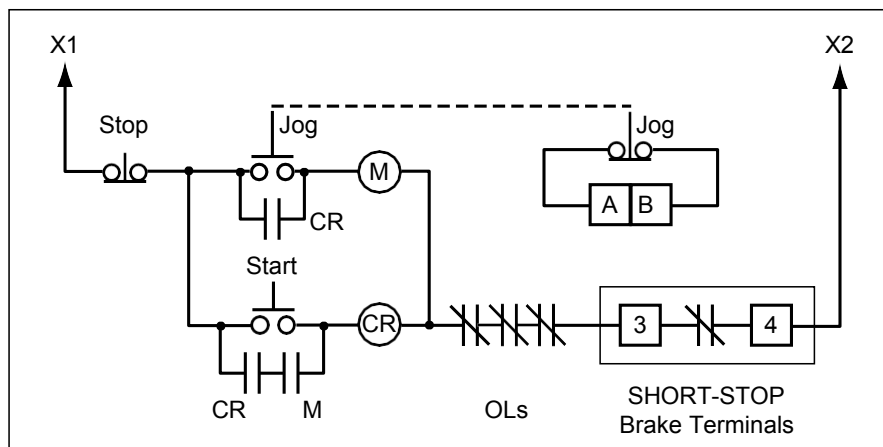 X1
X2
Stop
Jog
Jog
M
A B
CR
Start
CR
3
4
CR M
OLs
SHORT-STOP
Brake Terminals